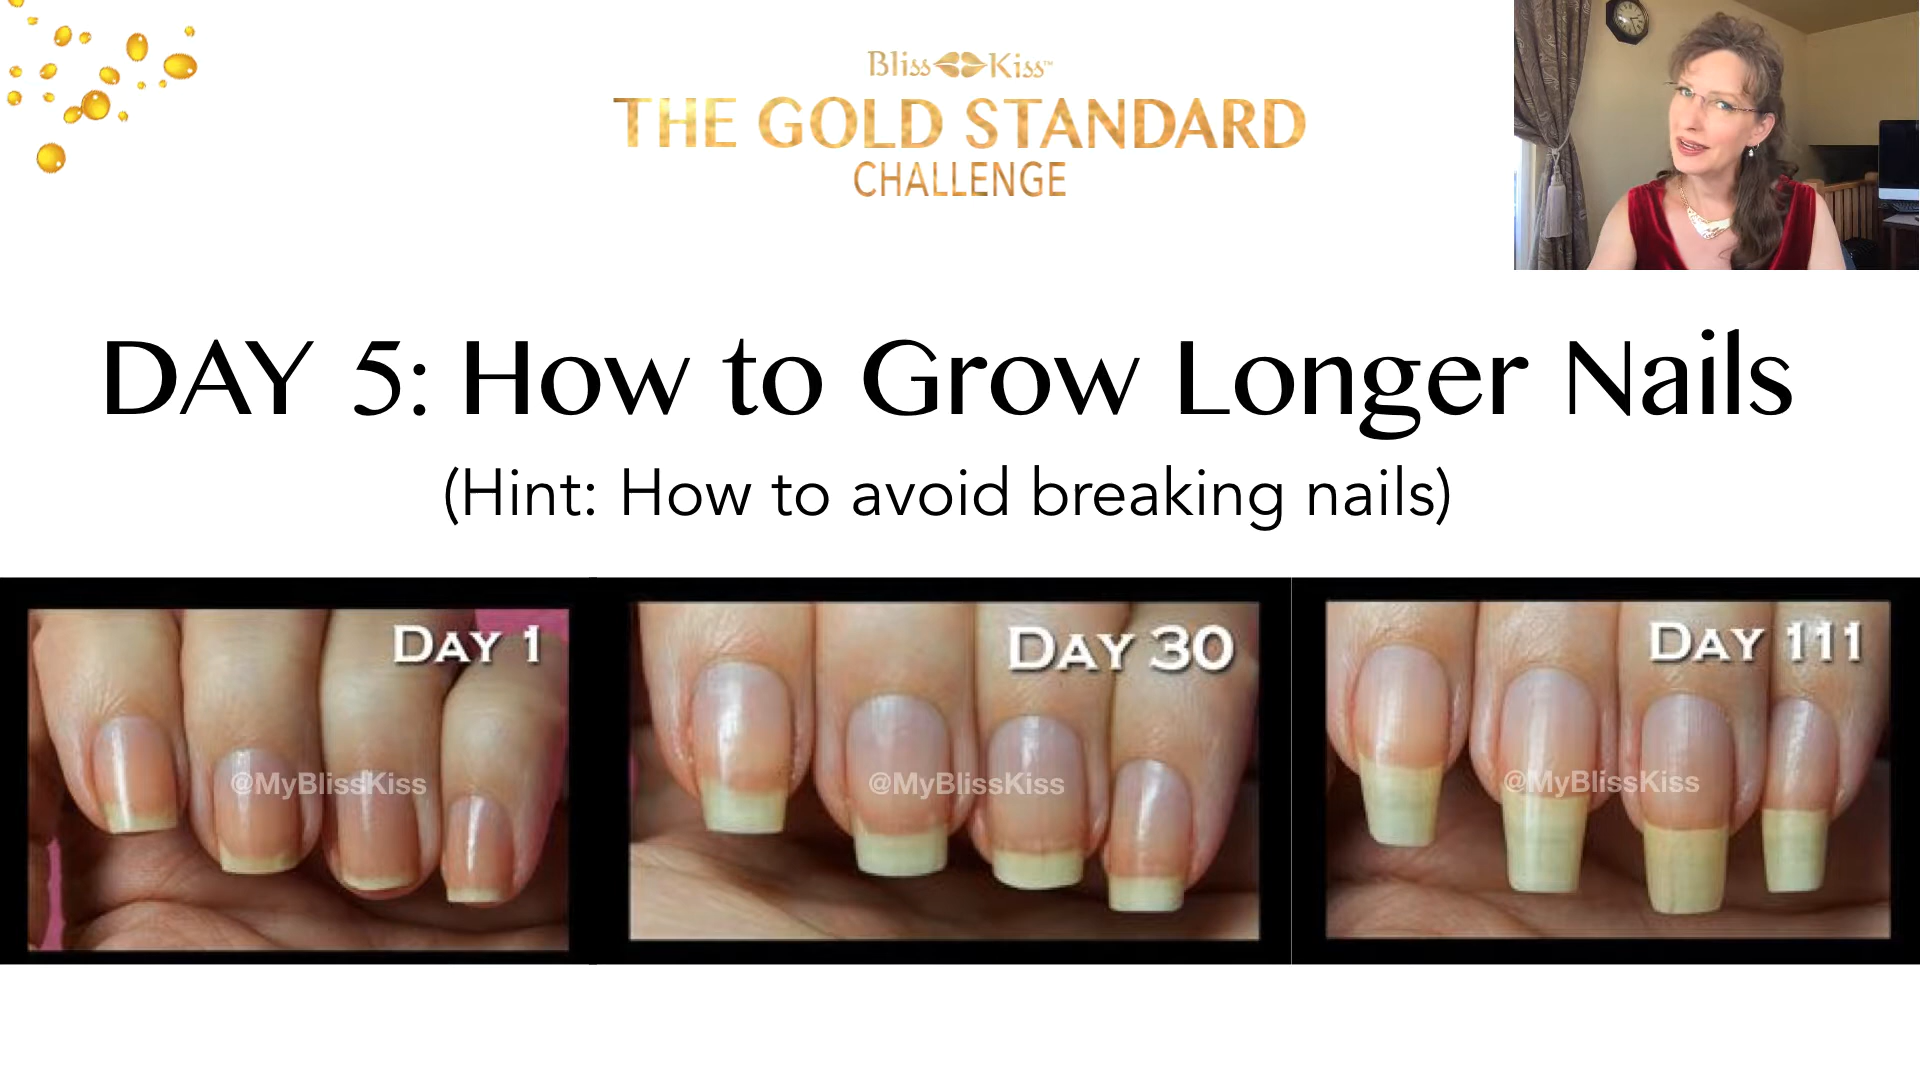 Bliss Kiss™
THE GOLD STANDARD
CHALLENGE
DAY 5: How to Grow Longer Nails
(Hint: How to avoid breaking nails)
DAY 1
@MyBlissKiss
DAY 30
@MyBlissKiss
DAY 111
@MyBlissKiss